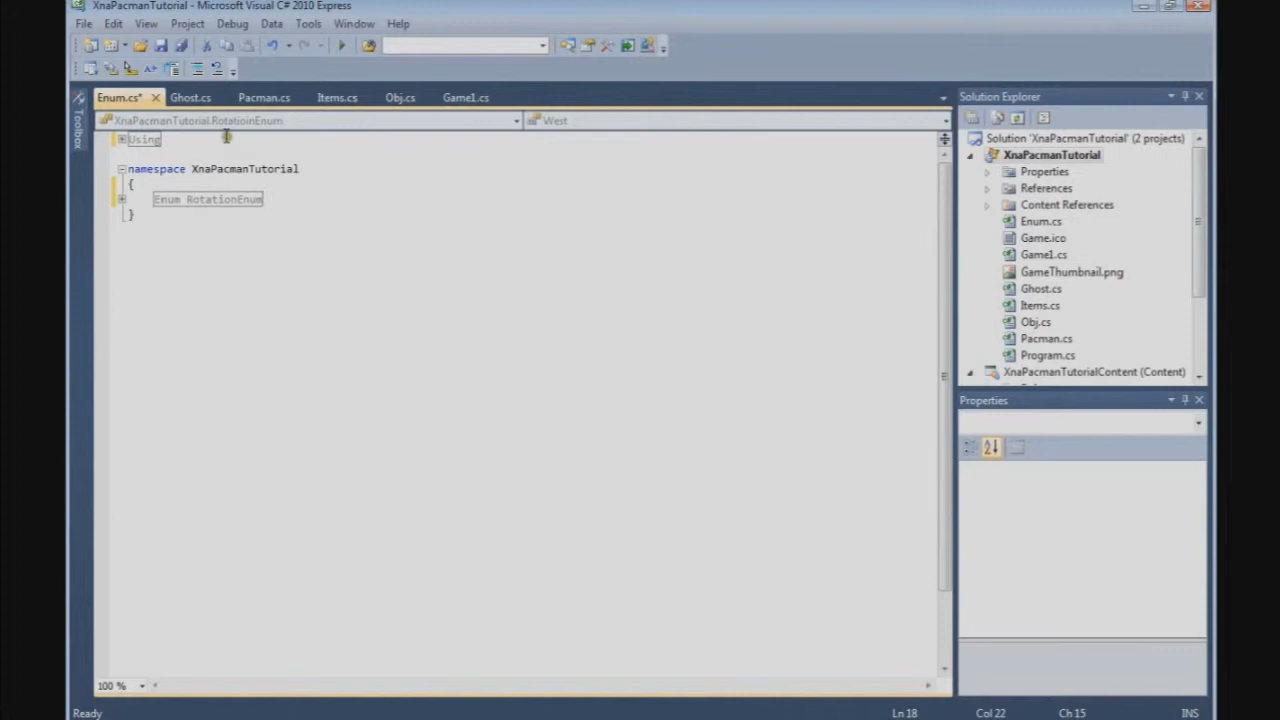 XnaPacmanTutorial - Microsoft Visual C# 2010 Express
File Edit View Project Debug Data Tools Window Help
Enum.cs* Ghost.cs Pacman.cs Items.cs Obj.cs Game1.cs
Toolbox
XnaPacmanTutorial.RotatioinEnum West
Using
namespace XnaPacmanTutorial
{
Enum RotationEnum
}
Solution Explorer
Solution 'XnaPacmanTutorial' (2 projects)
XnaPacmanTutorial
Properties
References
Content References
Enum.cs
Game.ico
Game1.cs
GameThumbnail.png
Ghost.cs
Items.cs
Obj.cs
Pacman.cs
Program.cs
XnaPacmanTutorialContent (Content)
Properties
100 %
Ready Ln 18 Col 22 Ch 15 INS